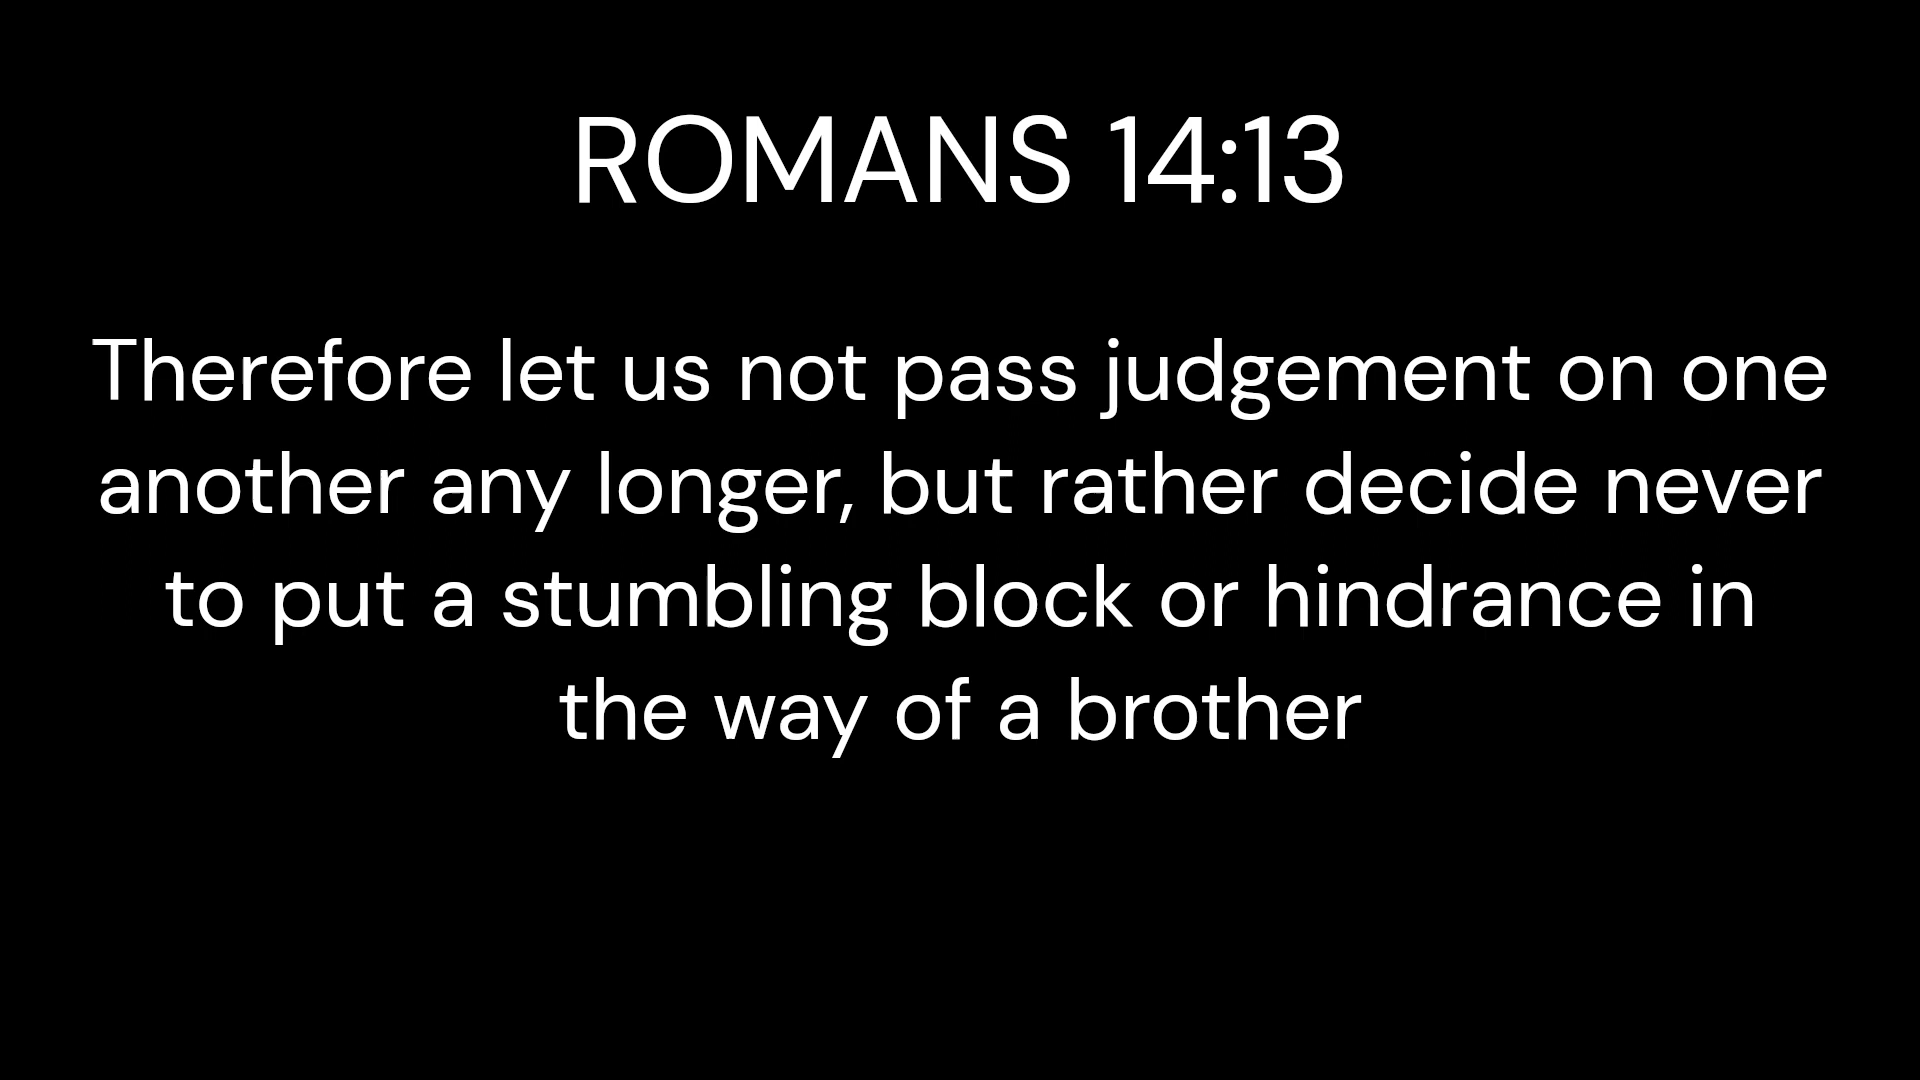 ROMANS 14:13
Therefore let us not pass judgement on one
another any longer, but rather decide never
to put a stumbling block or hindrance in
the way of a brother